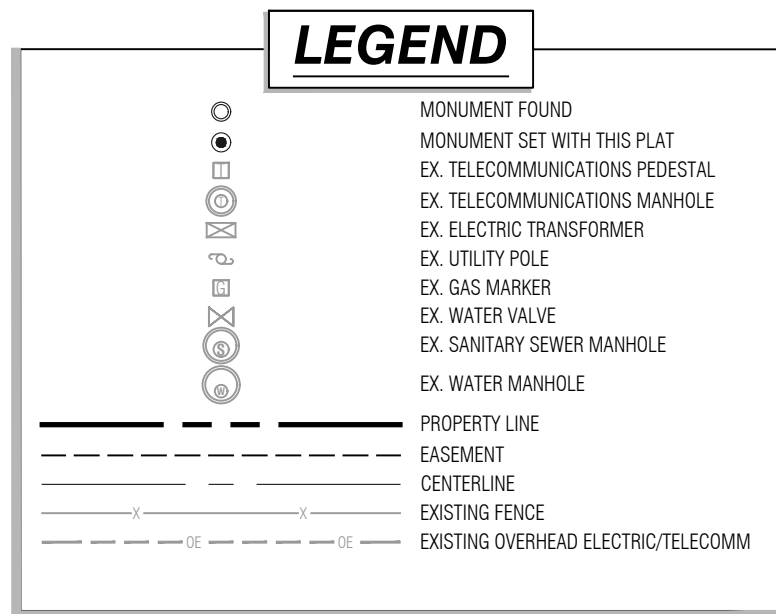 LEGEND
MONUMENT FOUND
MONUMENT SET WITH THIS PLAT
T EX. TELECOMMUNICATIONS PEDESTAL
T EX. TELECOMMUNICATIONS MANHOLE
EX. ELECTRIC TRANSFORMER
EX. UTILITY POLE
G EX. GAS MARKER
EX. WATER VALVE
S EX. SANITARY SEWER MANHOLE
W EX. WATER MANHOLE
PROPERTY LINE
EASEMENT
CENTERLINE
X X EXISTING FENCE
OE OE EXISTING OVERHEAD ELECTRIC/TELECOMM